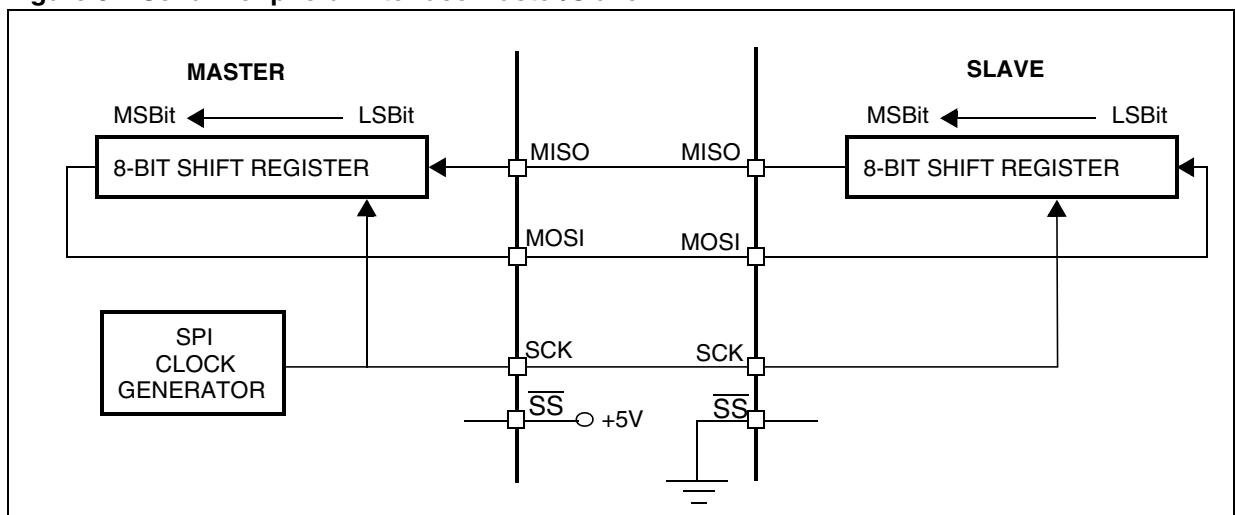 MASTER
SLAVE
MSBit LSBit
MSBit LSBit
8-BIT SHIFT REGISTER
MISO
MISO
8-BIT SHIFT REGISTER
MOSI
MOSI
SPI
CLOCK
GENERATOR
SCK
SCK
SS
+5V
SS